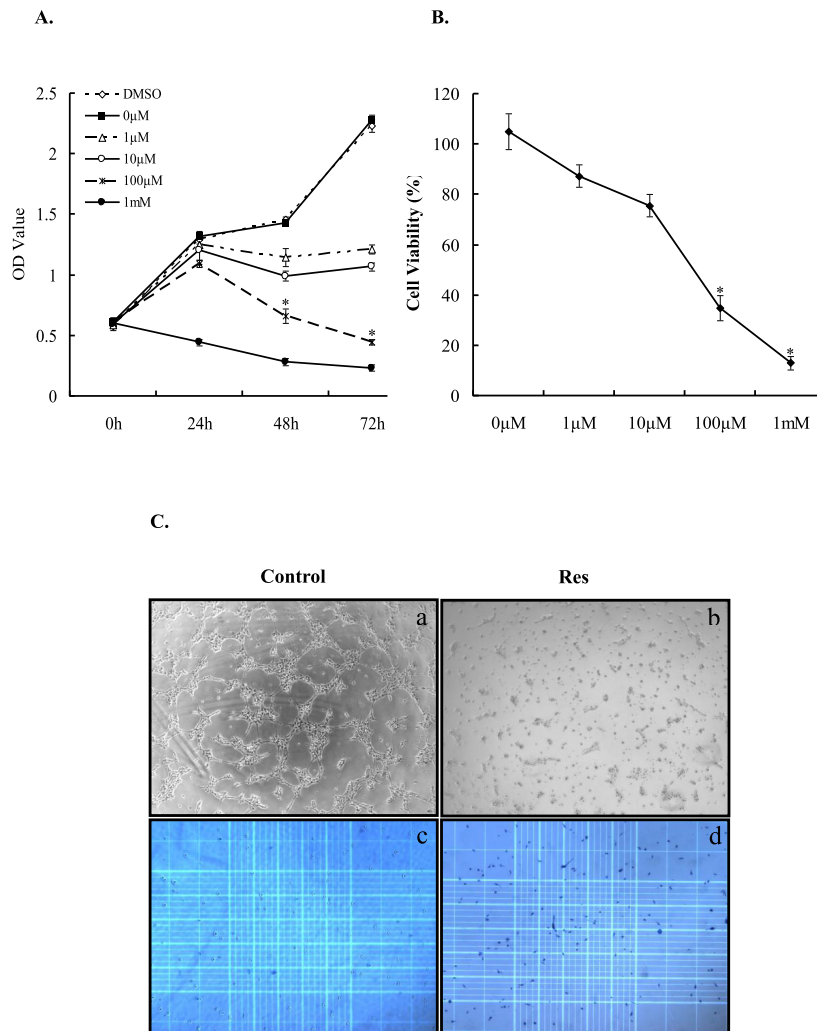 A.
B.
2.5
2
1.5
1
0.5
0
OD Value
DMSO
0μM
1μM
10μM
100μM
1mM
*
*
0h
24h
48h
72h
120
100
80
60
40
20
0
Cell Viability (%)
*
*
0μM
1μM
10μM
100μM
1mM
C.
Control
Res
a
b
c
d